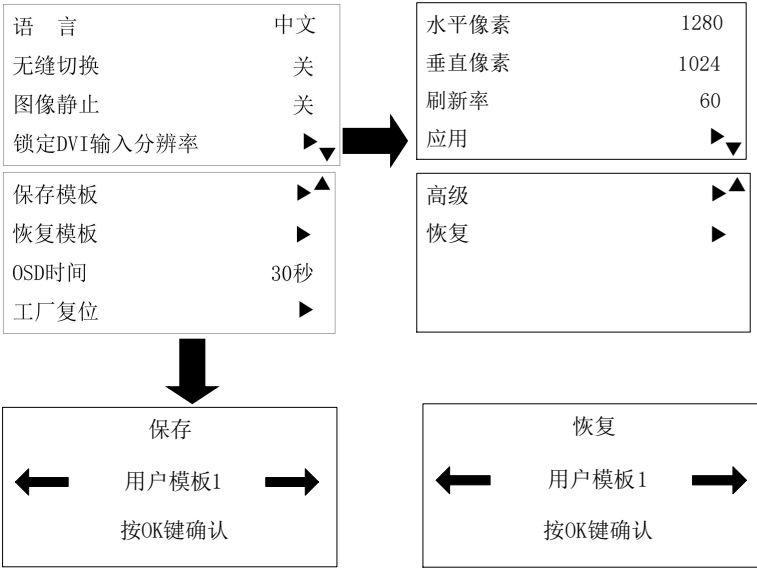 语 言 中文
无缝切换 关
图像静止 关
锁定DVI输入分辨率
保存模板
恢复模板
OSD时间 30秒
工厂复位
水平像素 1280
垂直像素 1024
刷新率 60
应用
高级
恢复
保存
用户模板1
按OK键确认
恢复
用户模板1
按OK键确认